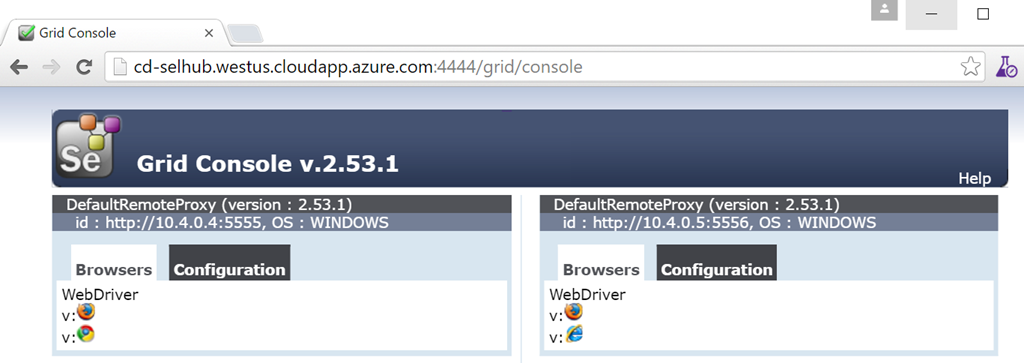 Grid Console
cd-selhub.westus.cloudapp.azure.com:4444/grid/console
Se
Grid Console v.2.53.1
Help
DefaultRemoteProxy (version : 2.53.1)
id : http://10.4.0.4:5555, OS : WINDOWS
Browsers
Configuration
WebDriver
v:
v:
DefaultRemoteProxy (version : 2.53.1)
id : http://10.4.0.5:5556, OS : WINDOWS
Browsers
Configuration
WebDriver
v:
v: